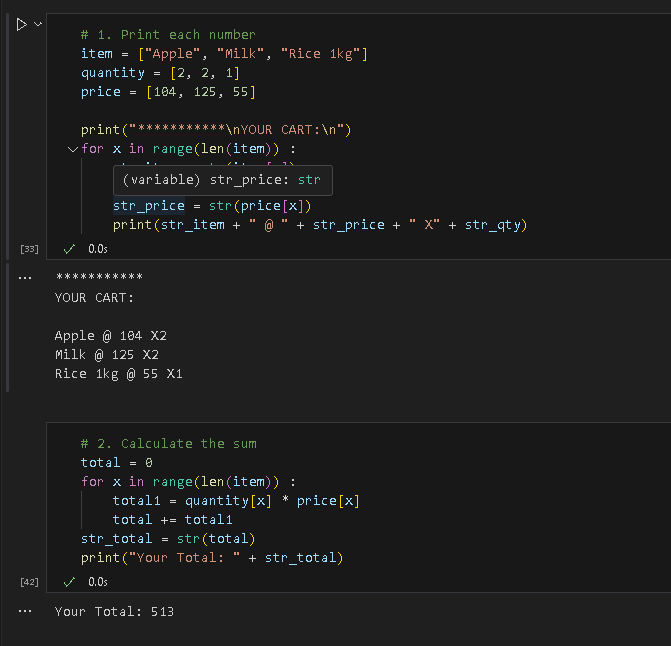 # 1. Print each number
item = ["Apple", "Milk", "Rice 1kg"]
quantity = [2, 2, 1]
price = [104, 125, 55]
print("***********\nYOUR CART:\n")
for x in range(len(item)) :
(variable) str_price: str
str_price = str(price[x])
print(str_item + " @ " + str_price + " X" + str_qty)
[33]
0.0s
***********
YOUR CART:
Apple @ 104 X2
Milk @ 125 X2
Rice 1kg @ 55 X1
# 2. Calculate the sum
total = 0
for x in range(len(item)) :
total1 = quantity[x] * price[x]
total += total1
str_total = str(total)
print("Your Total: " + str_total)
[42]
0.0s
Your Total: 513